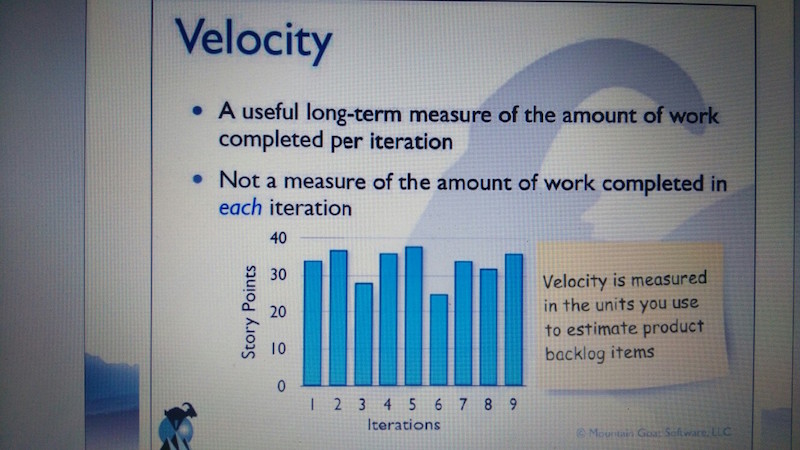 Velocity
• A useful long-term measure of the amount of work
completed per iteration
• Not a measure of the amount of work completed in
each iteration
40
30
20
10
0
Story Points
1 2 3 4 5 6 7 8 9
Iterations
Velocity is measured
in the units you use
to estimate product
backlog items
© Mountain Goat Software, LLC